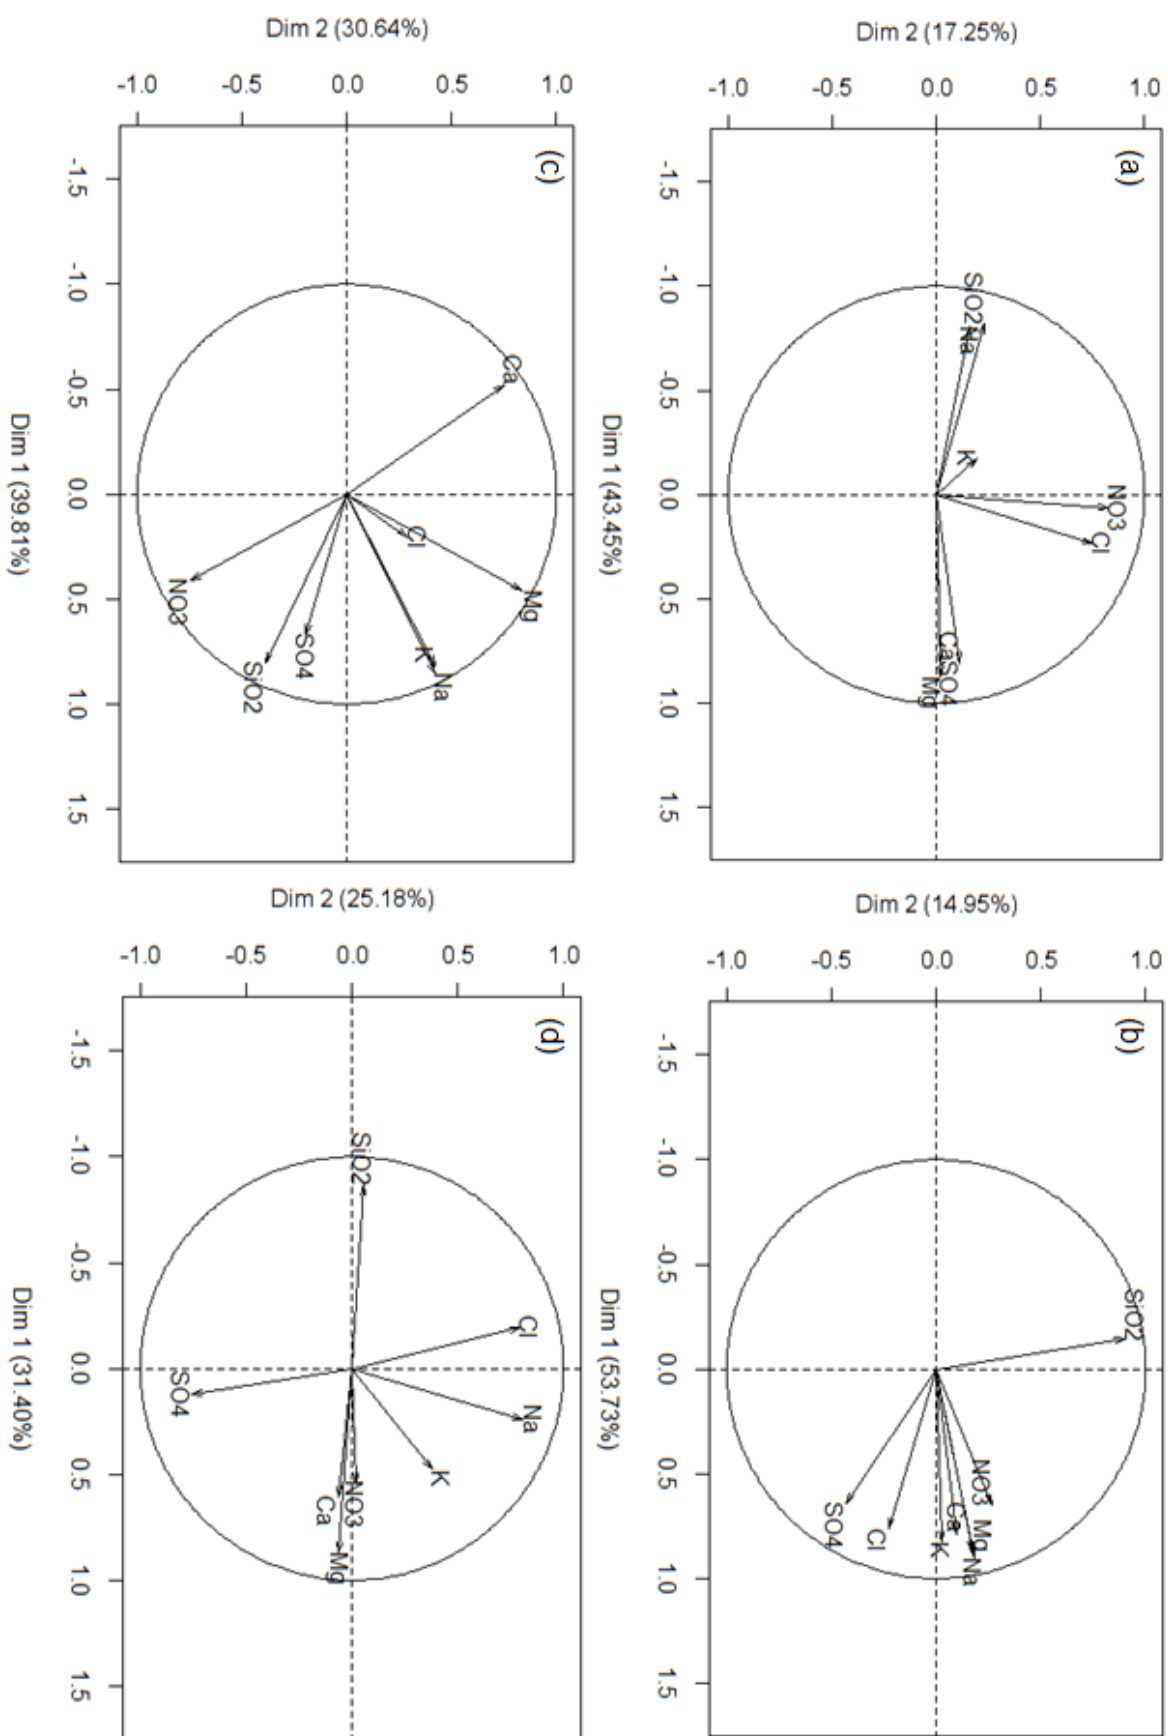 (a)
Dim 2 (17.25%)
1.0
0.5
0.0
-0.5
-1.0
SiO2
Na
K
NO3
Cl
CaSO4
Mg
-1.5
-1.0
-0.5
0.0
0.5
1.0
1.5
Dim 1 (43.45%)
(b)
Dim 2 (14.95%)
1.0
0.5
0.0
-0.5
-1.0
SiO2
NO3
Mg
Ca
Na
K
Cl
SO4
-1.5
-1.0
-0.5
0.0
0.5
1.0
1.5
Dim 1 (53.73%)
(c)
Dim 2 (30.64%)
1.0
0.5
0.0
-0.5
-1.0
Ca
Mg
Cl
Na
K
SO4
SiO2
NO3
-1.5
-1.0
-0.5
0.0
0.5
1.0
1.5
Dim 1 (39.81%)
(d)
Dim 2 (25.18%)
1.0
0.5
0.0
-0.5
-1.0
SiO2
Cl
Na
K
NO3
Ca
Mg
SO4
-1.5
-1.0
-0.5
0.0
0.5
1.0
1.5
Dim 1 (31.40%)